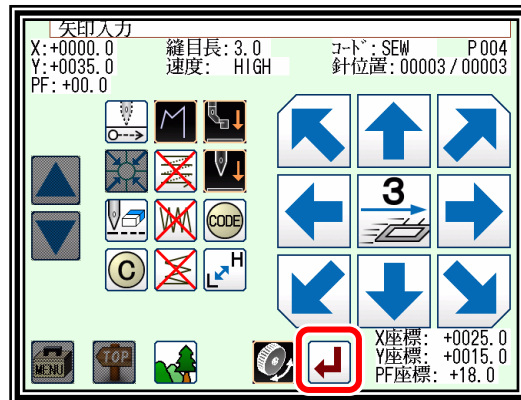 矢印入力
X:+0000.0 縫目長:3.0 コード:SEW P004
Y:+0035.0 速度: HIGH 針位置:00003/00003
PF:+00.0
3
CODE
C L H
MENU TOP
X座標: +0025.0
Y座標: +0015.0
PF座標: +18.0